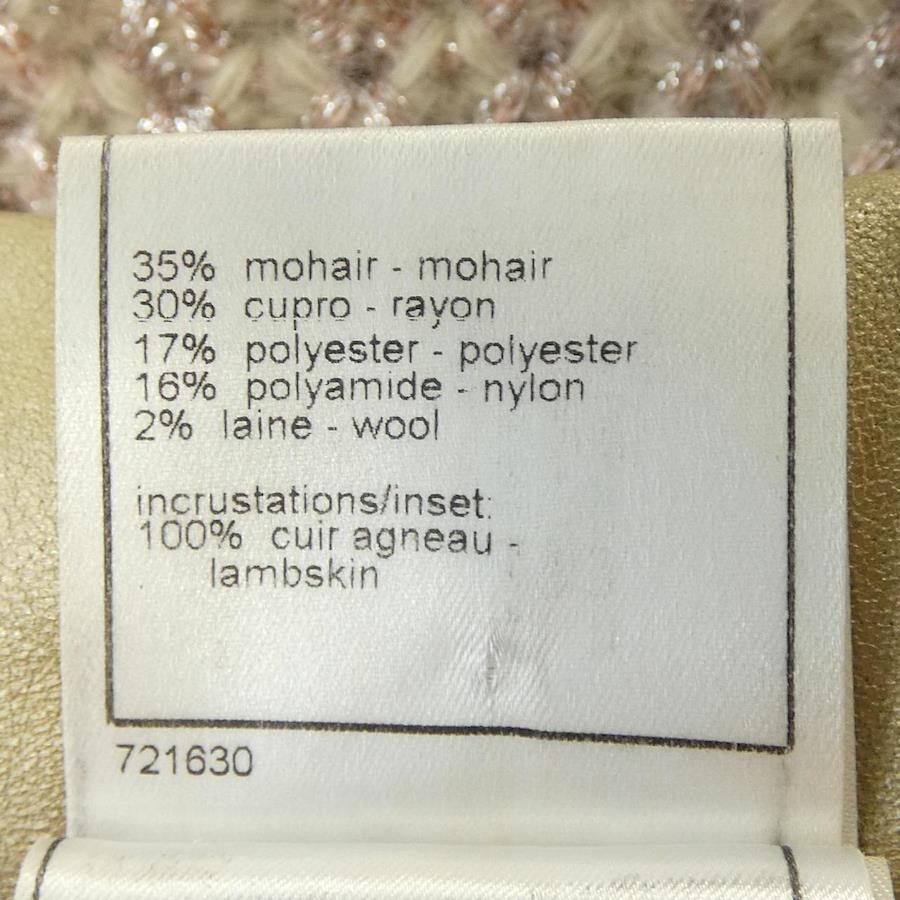 35% mohair - mohair
30% cupro - rayon
17% polyester - polyester
16% polyamide - nylon
2% laine - wool
incrustations/inset:
100% cuir agneau -
lambskin
721630